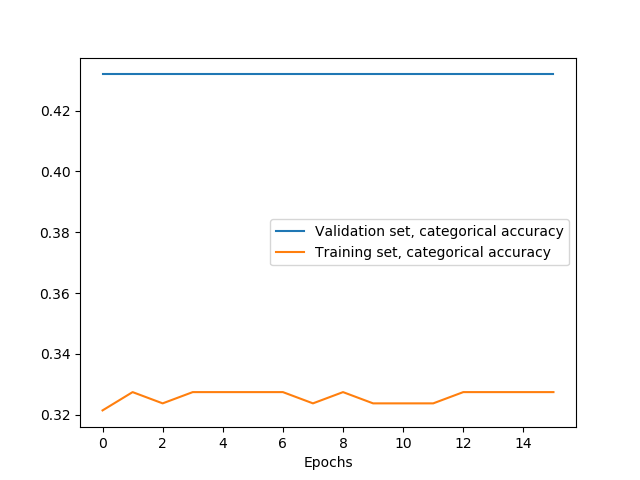 0.42
0.40
0.38
0.36
0.34
0.32
Validation set, categorical accuracy
Training set, categorical accuracy
0 2 4 6 8 10 12 14
Epochs